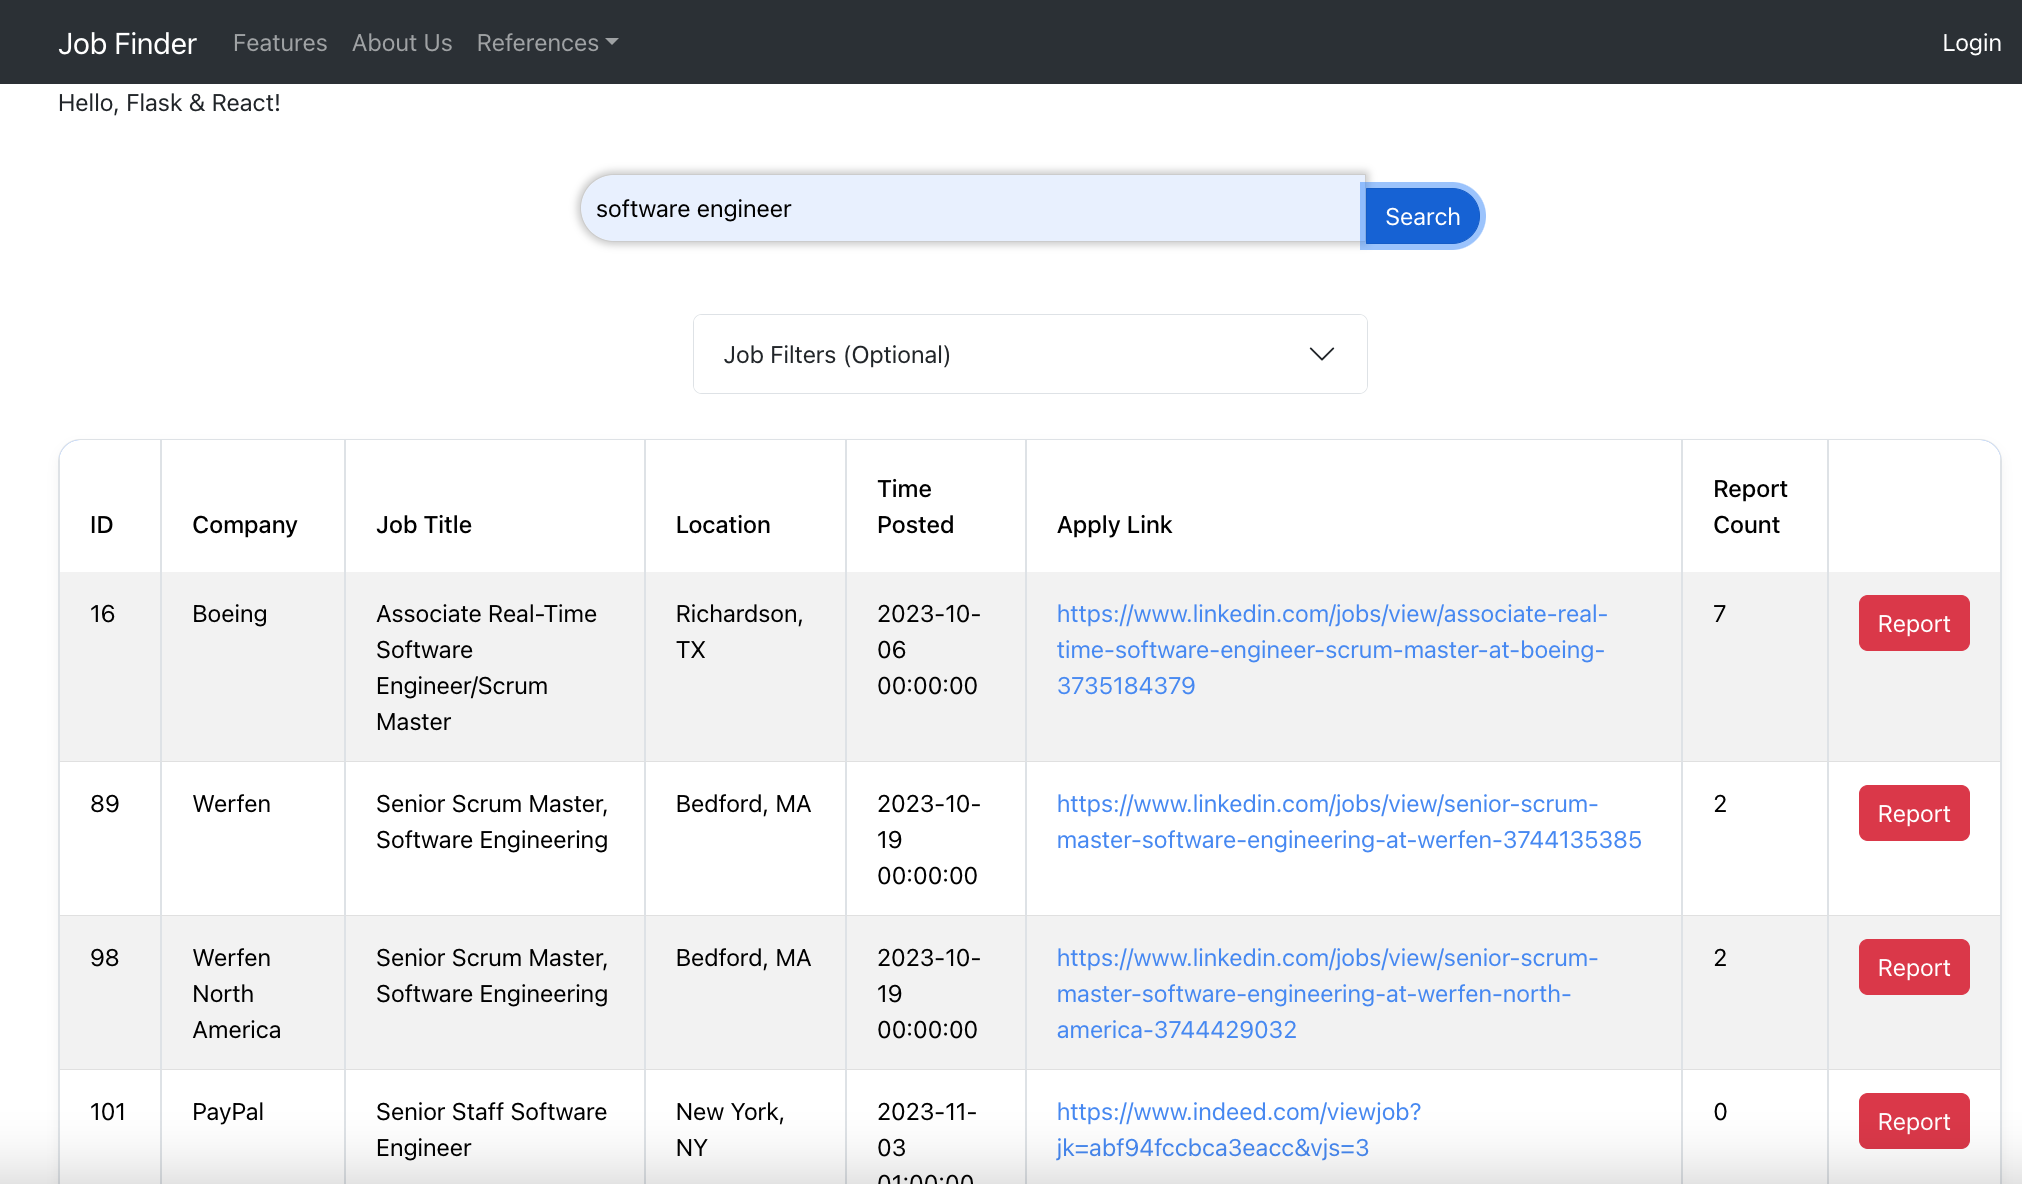 Job Finder Features About Us References Login
Hello, Flask & React!
software engineer Search
Job Filters (Optional)
ID Company Job Title Location Time Posted Apply Link Report Count
16 Boeing Associate Real-Time Software Engineer/Scrum Master Richardson, TX 2023-10-06 00:00:00 https://www.linkedin.com/jobs/view/associate-real-time-software-engineer-scrum-master-at-boeing-3735184379 7 Report
89 Werfen Senior Scrum Master, Software Engineering Bedford, MA 2023-10-19 00:00:00 https://www.linkedin.com/jobs/view/senior-scrum-master-software-engineering-at-werfen-3744135385 2 Report
98 Werfen North America Senior Scrum Master, Software Engineering Bedford, MA 2023-10-19 00:00:00 https://www.linkedin.com/jobs/view/senior-scrum-master-software-engineering-at-werfen-north-america-3744429032 2 Report
101 PayPal Senior Staff Software Engineer New York, NY 2023-11-03 01:00:00 https://www.indeed.com/viewjob?jk=abf94fccbca3eacc&vjs=3 0 Report